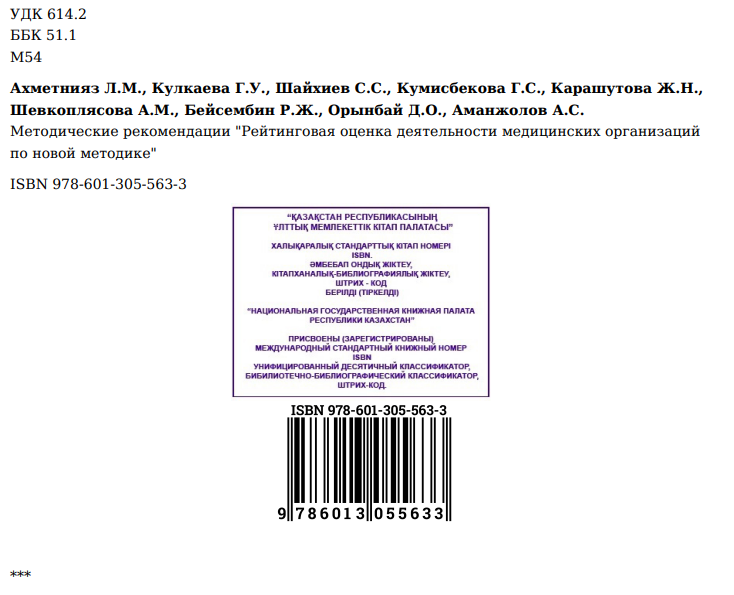 УДК 614.2
ББК 51.1
М54
Ахметнияз Л.М., Кулкаева Г.У., Шайхиев С.С., Кумисбекова Г.С., Карашутова Ж.Н.,
Шевкоплясова А.М., Бейсембин Р.Ж., Орынбай Д.О., Аманжолов А.С.
Методические рекомендации "Рейтинговая оценка деятельности медицинских организаций
по новой методике"
ISBN 978-601-305-563-3
“ҚАЗАҚСТАН РЕСПУБЛИКАСЫНЫҢ
ҰЛТТЫҚ МЕМЛЕКЕТТІК КІТАП ПАЛАТАСЫ”
ХАЛЫҚАРАЛЫҚ СТАНДАРТТЫҚ КІТАП НОМЕРІ
ISBN.
ӘМБЕБАП ОНДЫҚ ЖІКТЕУ,
КІТАПХАНАЛЫҚ-БИБЛИОГРАФИЯЛЫҚ ЖІКТЕУ,
ШТРИХ - КОД
БЕРІЛДІ (ТІРКЕЛДІ)
“НАЦИОНАЛЬНАЯ ГОСУДАРСТВЕННАЯ КНИЖНАЯ ПАЛАТА
РЕСПУБЛИКИ КАЗАХСТАН”
ПРИСВОЕНЫ (ЗАРЕГИСТРИРОВАНЫ)
МЕЖДУНАРОДНЫЙ СТАНДАРТНЫЙ КНИЖНЫЙ НОМЕР
ISBN
УНИФИЦИРОВАННЫЙ ДЕСЯТИЧНЫЙ КЛАССИФИКАТОР,
БИБИЛИОТЕЧНО-БИБЛИОГРАФИЧЕСКИЙ КЛАССИФИКАТОР,
ШТРИХ-КОД.
ISBN 978-601-305-563-3
9 786013 055633
***